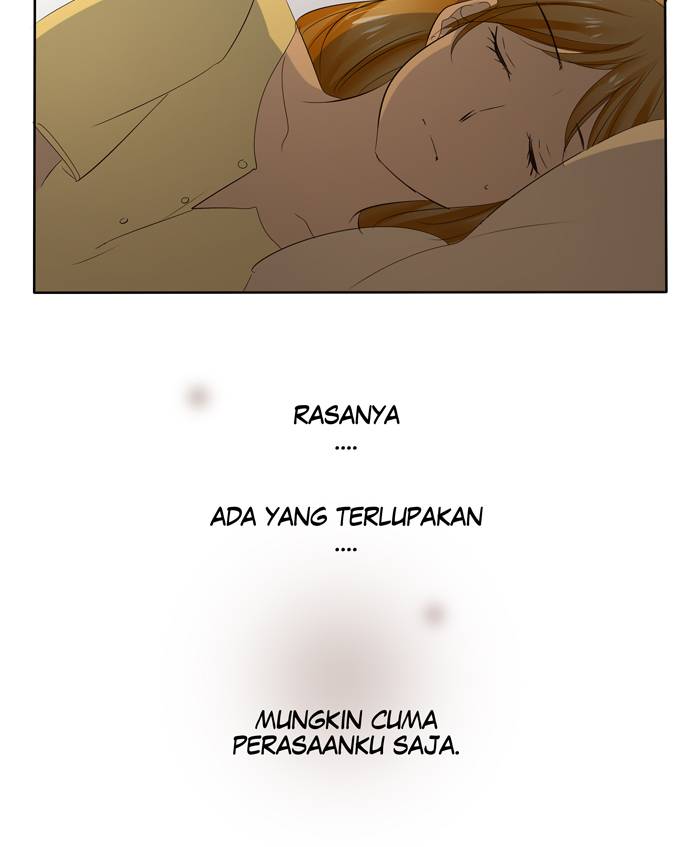 RASANYA
....
ADA YANG TERLUPAKAN
....
MUNGKIN CUMA
PERASAANKU SAJA.